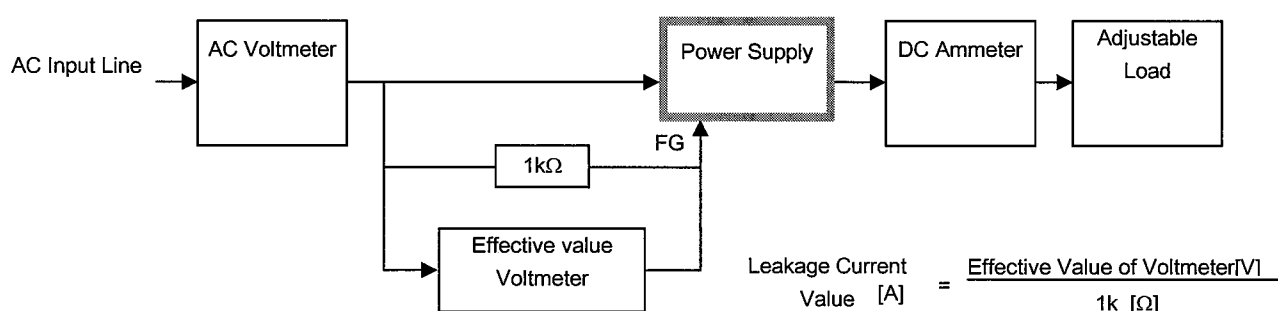 AC Input Line
AC Voltmeter
Power Supply
DC Ammeter
Adjustable
Load
FG
1kΩ
Effective value
Voltmeter
Leakage Current
Value [A]
=
Effective Value of Voltmeter[V]
1k [Ω]